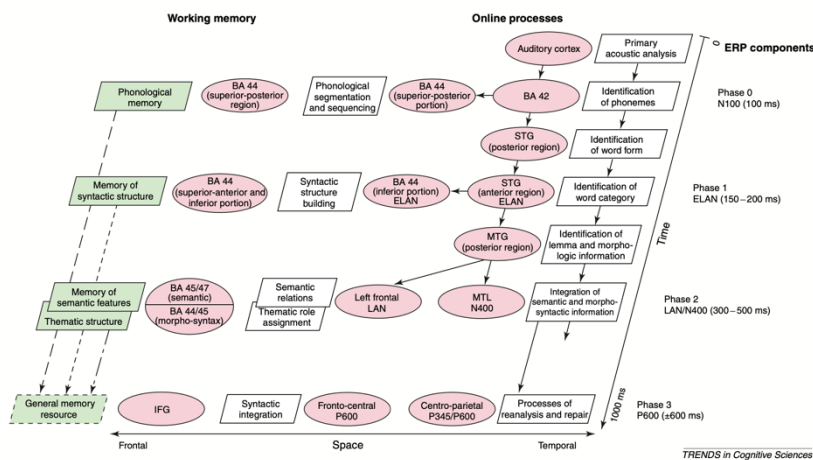 Working memory
Online processes
ERP components
0
Auditory cortex
Primary
acoustic analysis
Phonological
memory
BA 44
(superior-posterior
region)
Phonological
segmentation
and sequencing
BA 44
(superior-posterior
portion)
BA 42
Identification
of phonemes
Phase 0
N100 (100 ms)
STG
(posterior region)
Identification
of word form
Memory of
syntactic structure
BA 44
(superior-anterior and
inferior portion)
Syntactic
structure
building
BA 44
(inferior portion)
ELAN
STG
(anterior region)
ELAN
Identification of
word category
Phase 1
ELAN (150–200 ms)
Time
MTG
(posterior region)
Identification of
lemma and morpho-
logic information
Memory of
semantic features
Thematic structure
BA 45/47
(semantic)
BA 44/45
(morpho-syntax)
Semantic
relations
Thematic role
assignment
Left frontal
LAN
MTL
N400
Integration of
semantic and morpho-
syntactic information
Phase 2
LAN/N400 (300–500 ms)
General memory
resource
IFG
Syntactic
integration
Fronto-central
P600
Centro-parietal
P345/P600
Processes of
reanalysis and repair
1000 ms
Phase 3
P600 (±600 ms)
Frontal
Space
Temporal
TRENDS in Cognitive Sciences